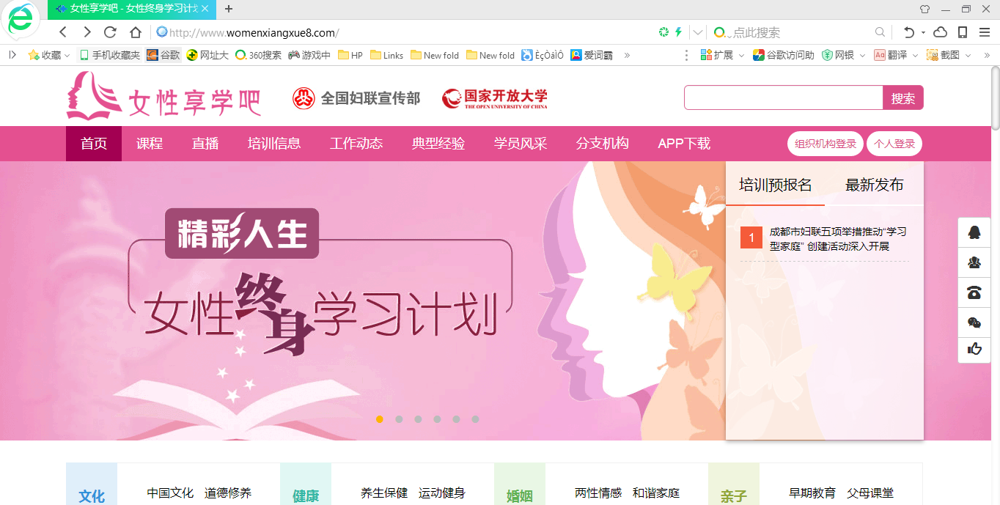 女性享学吧 - 女性终身学习计划
http://www.womenxiangxue8.com/
点此搜索
收藏 手机收藏夹 谷歌 网址大 360搜索 游戏中 HP Links New fold New fold ÈçÒâÌÔ 爱词霸 » 扩展 谷歌访问助 网银 翻译 截图 »
女性享学吧 全国妇联宣传部 国家开放大学
THE OPEN UNIVERSITY OF CHINA
搜索
首页 课程 直播 培训信息 工作动态 典型经验 学员风采 分支机构 APP下载 组织机构登录 个人登录
培训预报名 最新发布
1 成都市妇联五项举措推动“学习
型家庭” 创建活动深入开展
精彩人生
女性终身学习计划
文化 中国文化 道德修养 健康 养生保健 运动健身 婚姻 两性情感 和谐家庭 亲子 早期教育 父母课堂